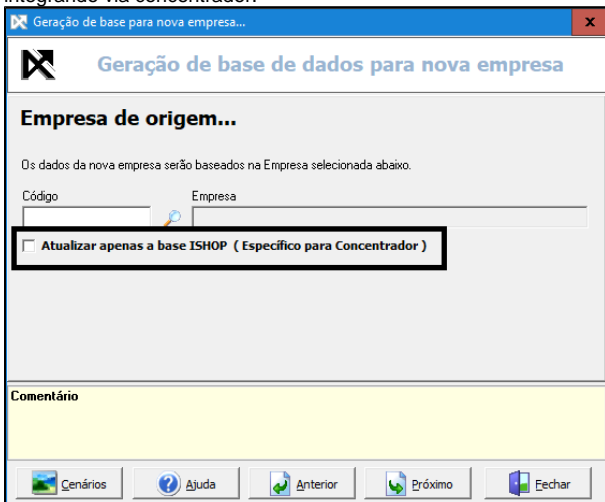 integrando via concentrador.
Geração de base para nova empresa...
x
Geração de base de dados para nova empresa
Empresa de origem...
Os dados da nova empresa serão baseados na Empresa selecionada abaixo.
Código Empresa
Atualizar apenas a base ISHOP ( Específico para Concentrador )
Comentário
Cenários Ajuda Anterior Próximo Fechar